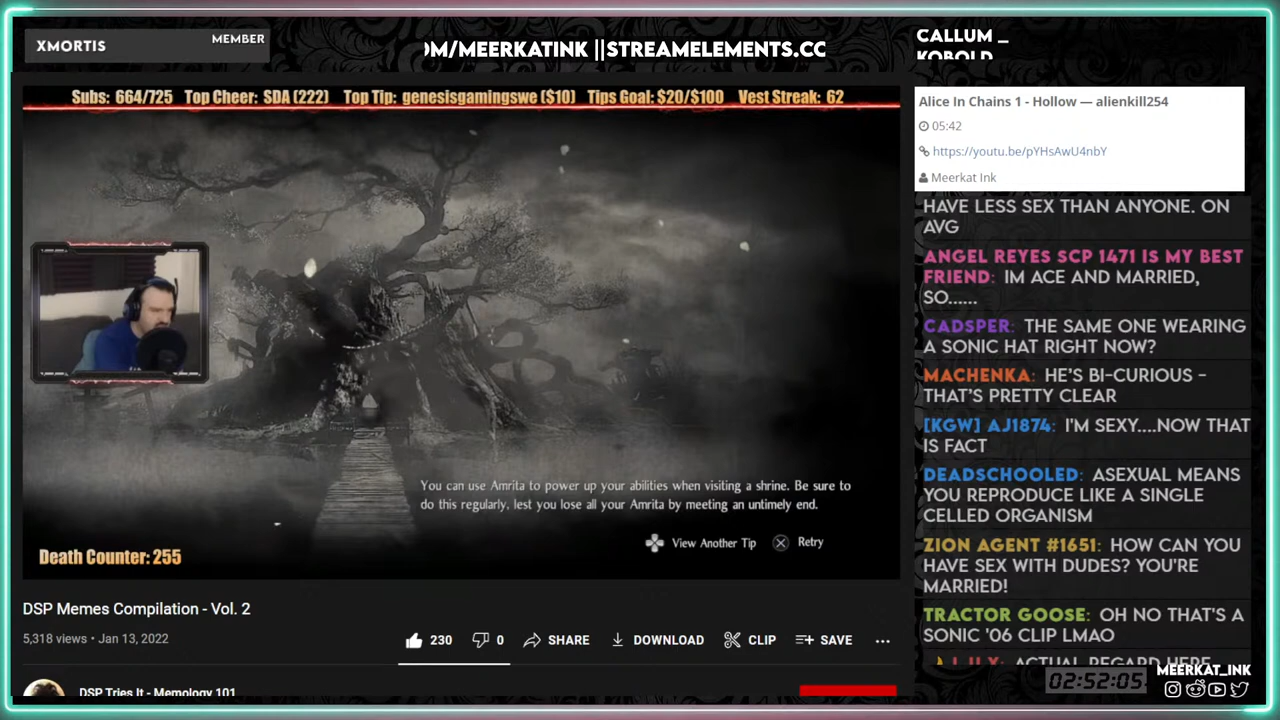 XMORTIS
MEMBER
OM/MEERKATINK ||STREAMELEMENTS.CC
CALLUM _
KOBOLD
Subs: 664/725 Top Cheer: SDA (222) Top Tip: genesisgamingswe ($10) Tips Goal: $20/$100 Vest Streak: 62
Alice In Chains 1 - Hollow — alienkill254
05:42
https://youtu.be/pYHsAwU4nbY
Meerkat Ink
HAVE LESS SEX THAN ANYONE. ON
AVG
ANGEL REYES SCP 1471 IS MY BEST
FRIEND: IM ACE AND MARRIED,
SO......
CADSPER: THE SAME ONE WEARING
A SONIC HAT RIGHT NOW?
MACHENKA: HE'S BI-CURIOUS -
THAT'S PRETTY CLEAR
[KGW] AJ1874: I'M SEXY....NOW THAT
IS FACT
DEADSCHOOLED: ASEXUAL MEANS
YOU REPRODUCE LIKE A SINGLE
CELLED ORGANISM
ZION AGENT #1651: HOW CAN YOU
HAVE SEX WITH DUDES? YOU'RE
MARRIED!
TRACTOR GOOSE: OH NO THAT'S A
SONIC '06 CLIP LMAO
ACTUAL REGARD HERE
You can use Amrita to power up your abilities when visiting a shrine. Be sure to
do this regularly, lest you lose all your Amrita by meeting an untimely end.
View Another Tip Retry
Death Counter: 255
DSP Memes Compilation - Vol. 2
5,318 views • Jan 13, 2022
230 0 SHARE DOWNLOAD CLIP SAVE
DSP Tries It - Memology 101
02:52:05
MEERKAT_INK